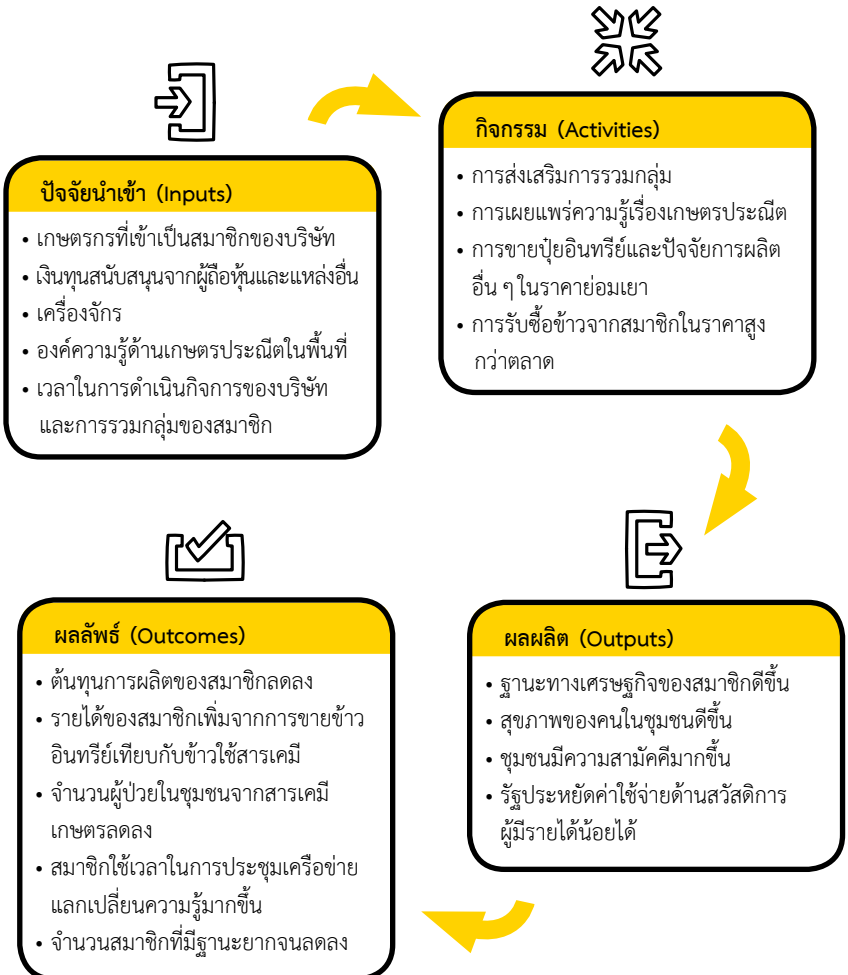 ปัจจัยนำเข้า (Inputs)
• เกษตรกรที่เข้าเป็นสมาชิกของบริษัท
• เงินทุนสนับสนุนจากผู้ถือหุ้นและแหล่งอื่น
• เครื่องจักร
• องค์ความรู้ด้านเกษตรประณีตในพื้นที่
• เวลาในการดำเนินกิจการของบริษัท
และการรวมกลุ่มของสมาชิก
กิจกรรม (Activities)
• การส่งเสริมการรวมกลุ่ม
• การเผยแพร่ความรู้เรื่องเกษตรประณีต
• การขายปุ๋ยอินทรีย์และปัจจัยการผลิต
อื่น ๆ ในราคาย่อมเยา
• การรับซื้อข้าวจากสมาชิกในราคาสูง
กว่าตลาด
ผลผลิต (Outputs)
• ฐานะทางเศรษฐกิจของสมาชิกดีขึ้น
• สุขภาพของคนในชุมชนดีขึ้น
• ชุมชนมีความสามัคคีมากขึ้น
• รัฐประหยัดค่าใช้จ่ายด้านสวัสดิการ
ผู้มีรายได้น้อยได้
ผลลัพธ์ (Outcomes)
• ต้นทุนการผลิตของสมาชิกลดลง
• รายได้ของสมาชิกเพิ่มจากการขายข้าว
อินทรีย์เทียบกับข้าวใช้สารเคมี
• จำนวนผู้ป่วยในชุมชนจากสารเคมี
เกษตรลดลง
• สมาชิกใช้เวลาในการประชุมเครือข่าย
แลกเปลี่ยนความรู้มากขึ้น
• จำนวนสมาชิกที่มีฐานะยากจนลดลง